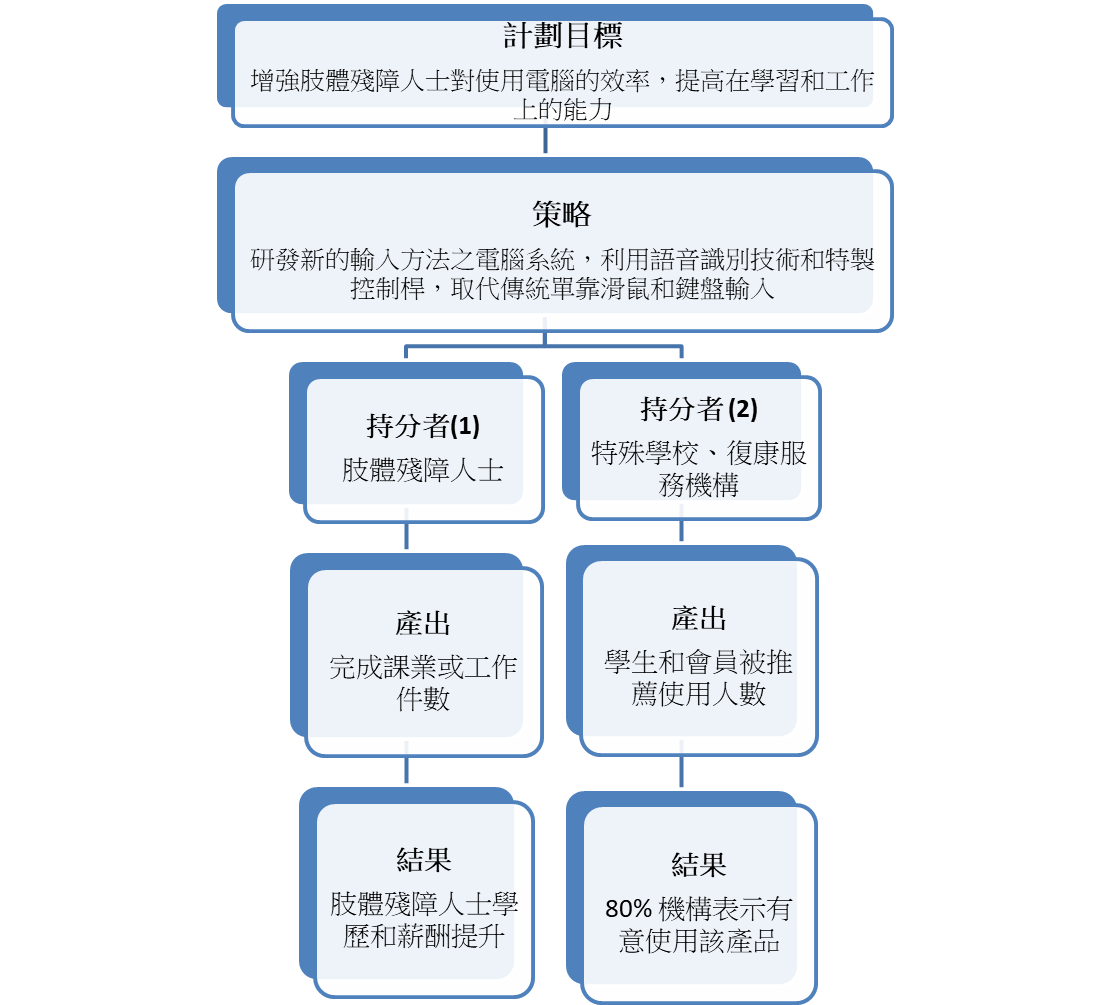 計劃目標
增強肢體殘障人士對使用電腦的效率，提高在學習和工作
上的能力
策略
研發新的輸入方法之電腦系統，利用語音識別技術和特製
控制桿，取代傳統單靠滑鼠和鍵盤輸入
持分者(1)
肢體殘障人士
持分者(2)
特殊學校、復康服
務機構
產出
完成課業或工作
件數
產出
學生和會員被推
薦使用人數
結果
肢體殘障人士學
歷和薪酬提升
結果
80% 機構表示有
意使用該產品